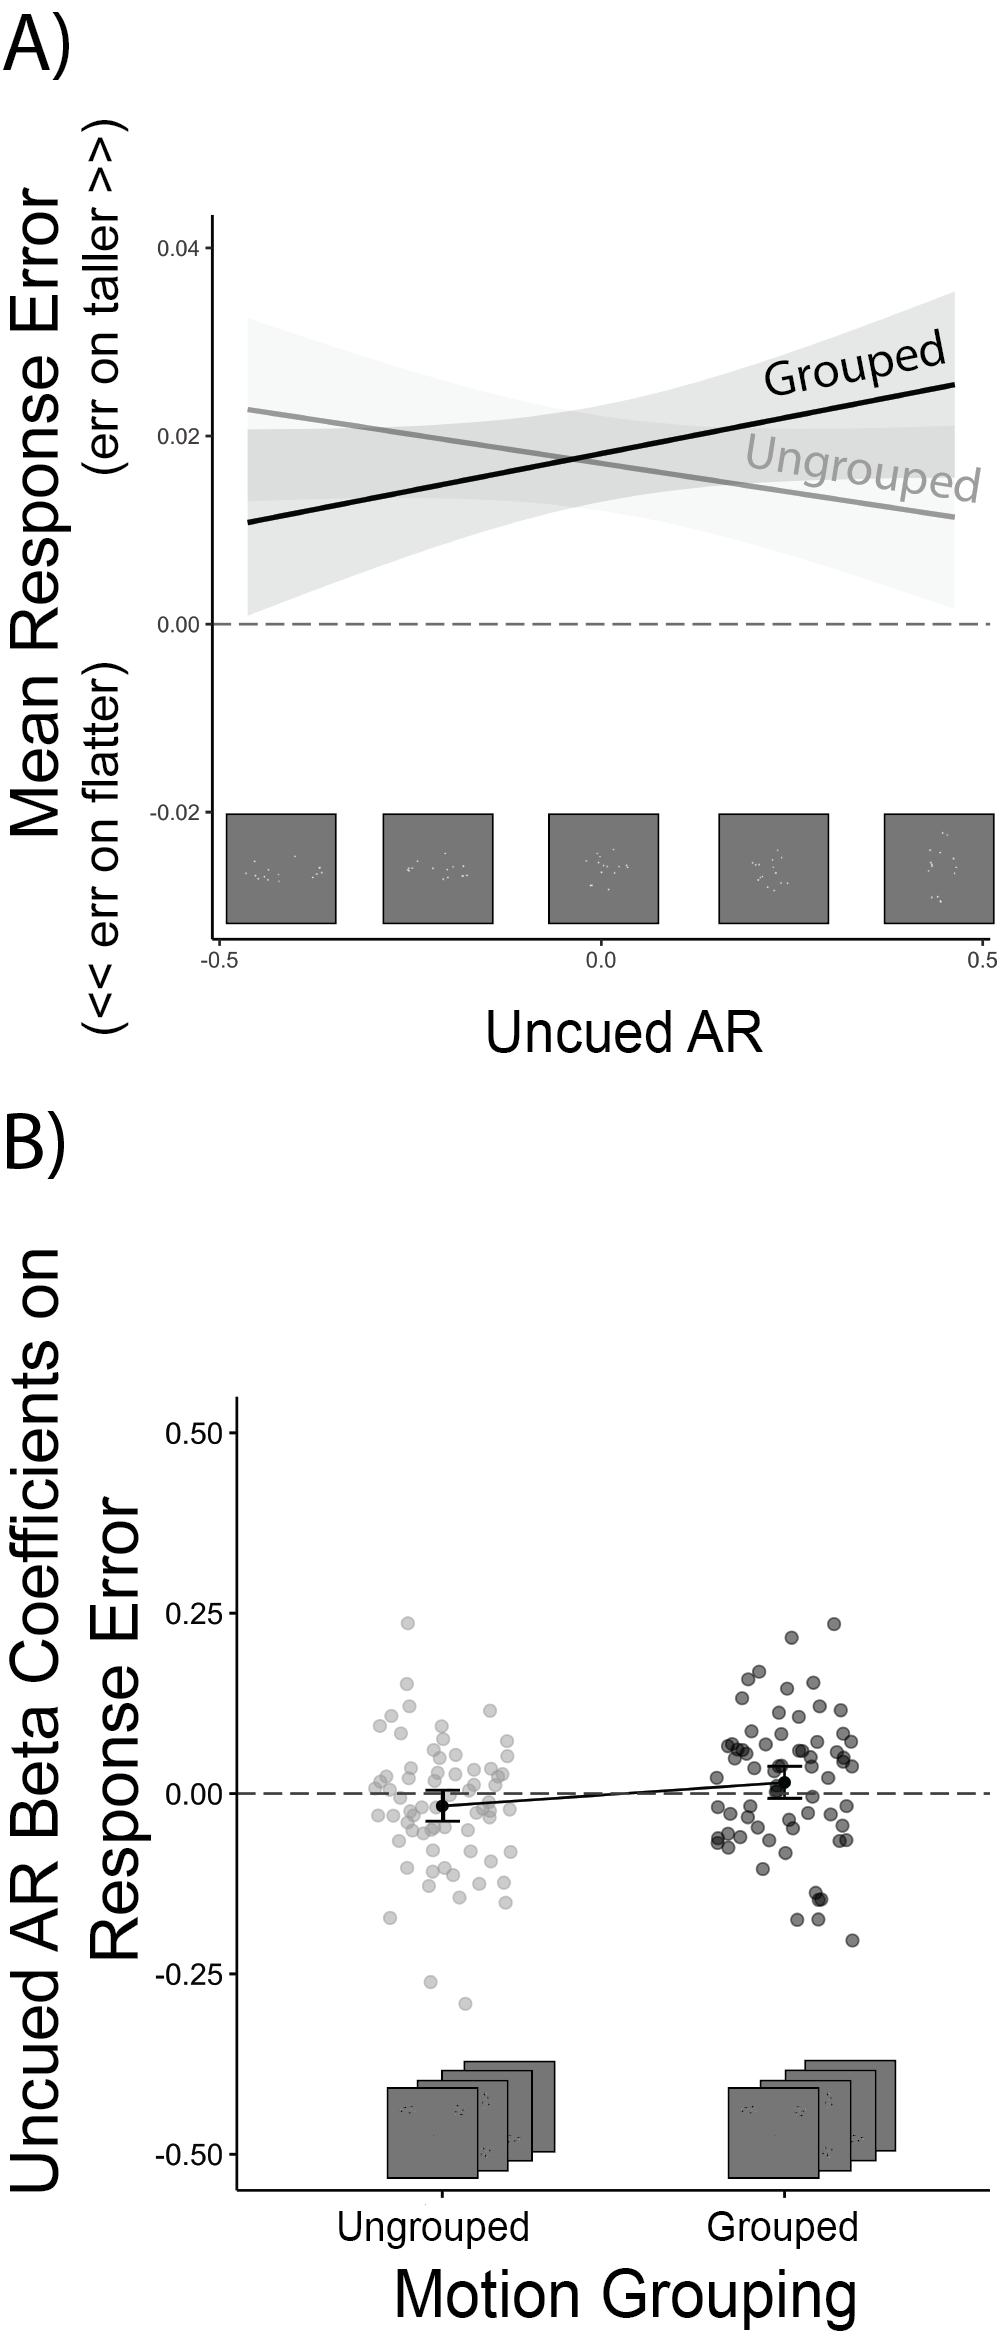 A)
Mean Response Error
(<< err on flatter)
(err on taller >>)
0.04
0.02
0.00
-0.02
Grouped
Ungrouped
-0.5
0.0
0.5
Uncued AR
B)
Uncued AR Beta Coefficients on
Response Error
0.50
0.25
0.00
-0.25
-0.50
Ungrouped
Grouped
Motion Grouping